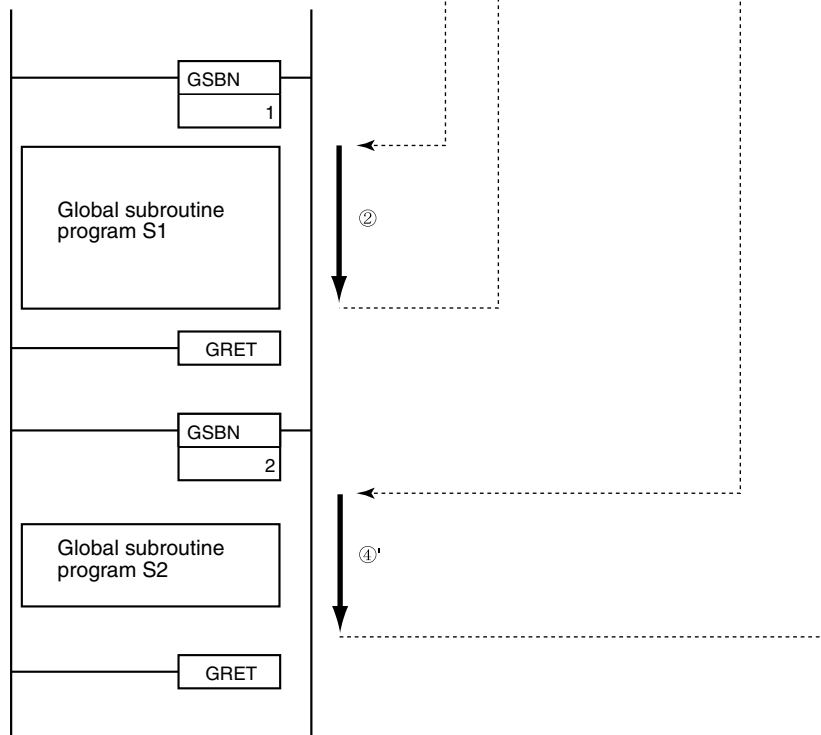 GSBN
1
Global subroutine
program S1
②
GRET
GSBN
2
Global subroutine
program S2
④'
GRET